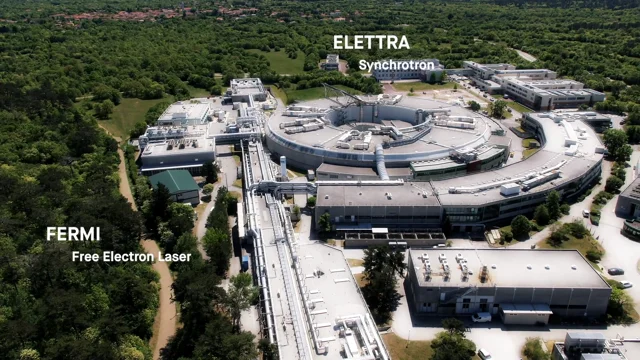 ELETTRA
Synchrotron
FERMI
Free Electron Laser